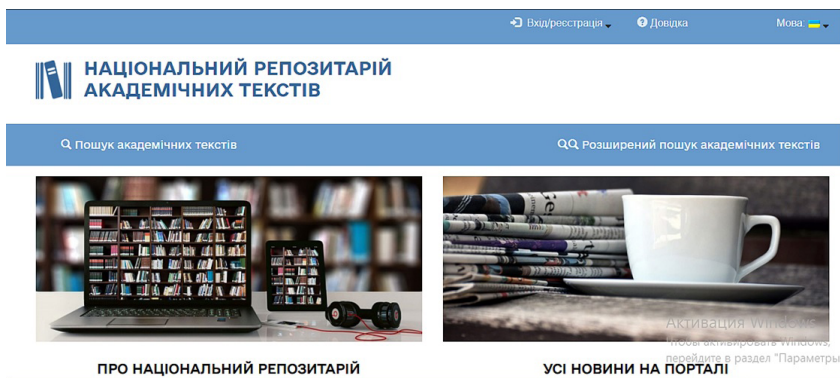 Вхід/реєстрація
Довідка
Мова:
НАЦІОНАЛЬНИЙ РЕПОЗИТАРІЙ
АКАДЕМІЧНИХ ТЕКСТІВ
Пошук академічних текстів
Розширений пошук академічних текстів
Активация Windows
Чтобы активировать Windows,
перейдите в раздел "Параметры
ПРО НАЦІОНАЛЬНИЙ РЕПОЗИТАРІЙ
УСІ НОВИНИ НА ПОРТАЛІ